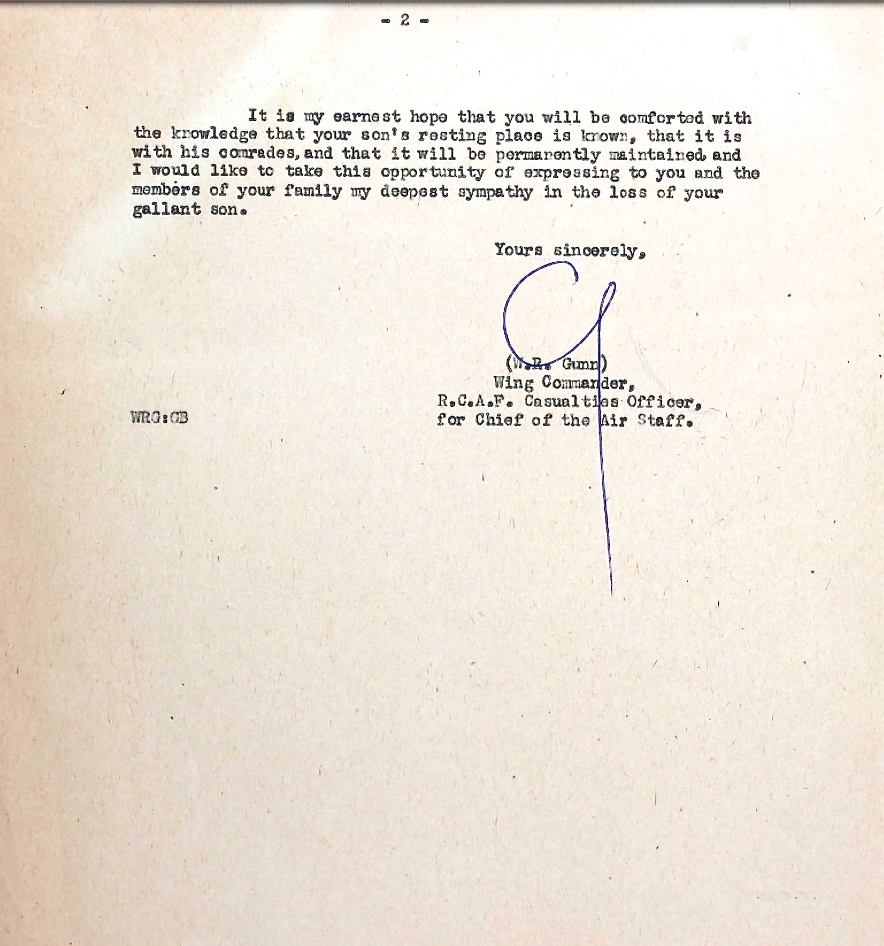 - 2 -
It is my earnest hope that you will be comforted with
the knowledge that your son's resting place is known, that it is
with his comrades, and that it will be permanently maintained, and
I would like to take this opportunity of expressing to you and the
members of your family my deepest sympathy in the loss of your
gallant son.
Yours sincerely,
(W.R. Gunn)
Wing Commander,
R.C.A.F. Casualties Officer,
WRG:GB
for Chief of the Air Staff.